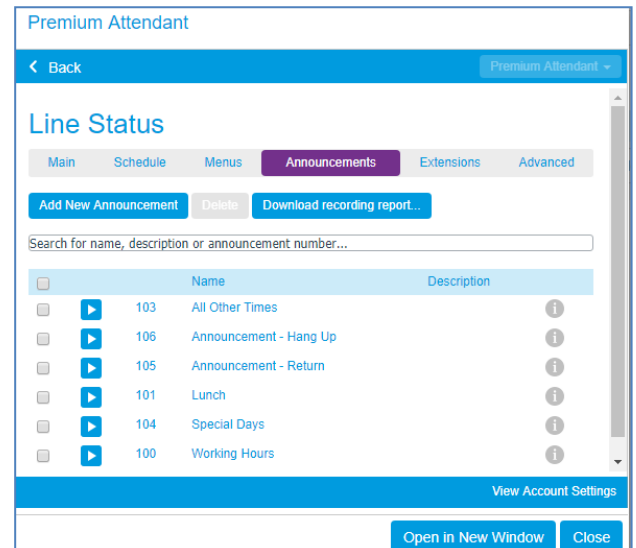 Premium Attendant
Back Premium Attendant
Line Status
Main Schedule Menus Announcements Extensions Advanced
Add New Announcement Delete Download recording report...
Search for name, description or announcement number...
Name Description
103 All Other Times
106 Announcement - Hang Up
105 Announcement - Return
101 Lunch
104 Special Days
100 Working Hours
View Account Settings
Open in New Window Close